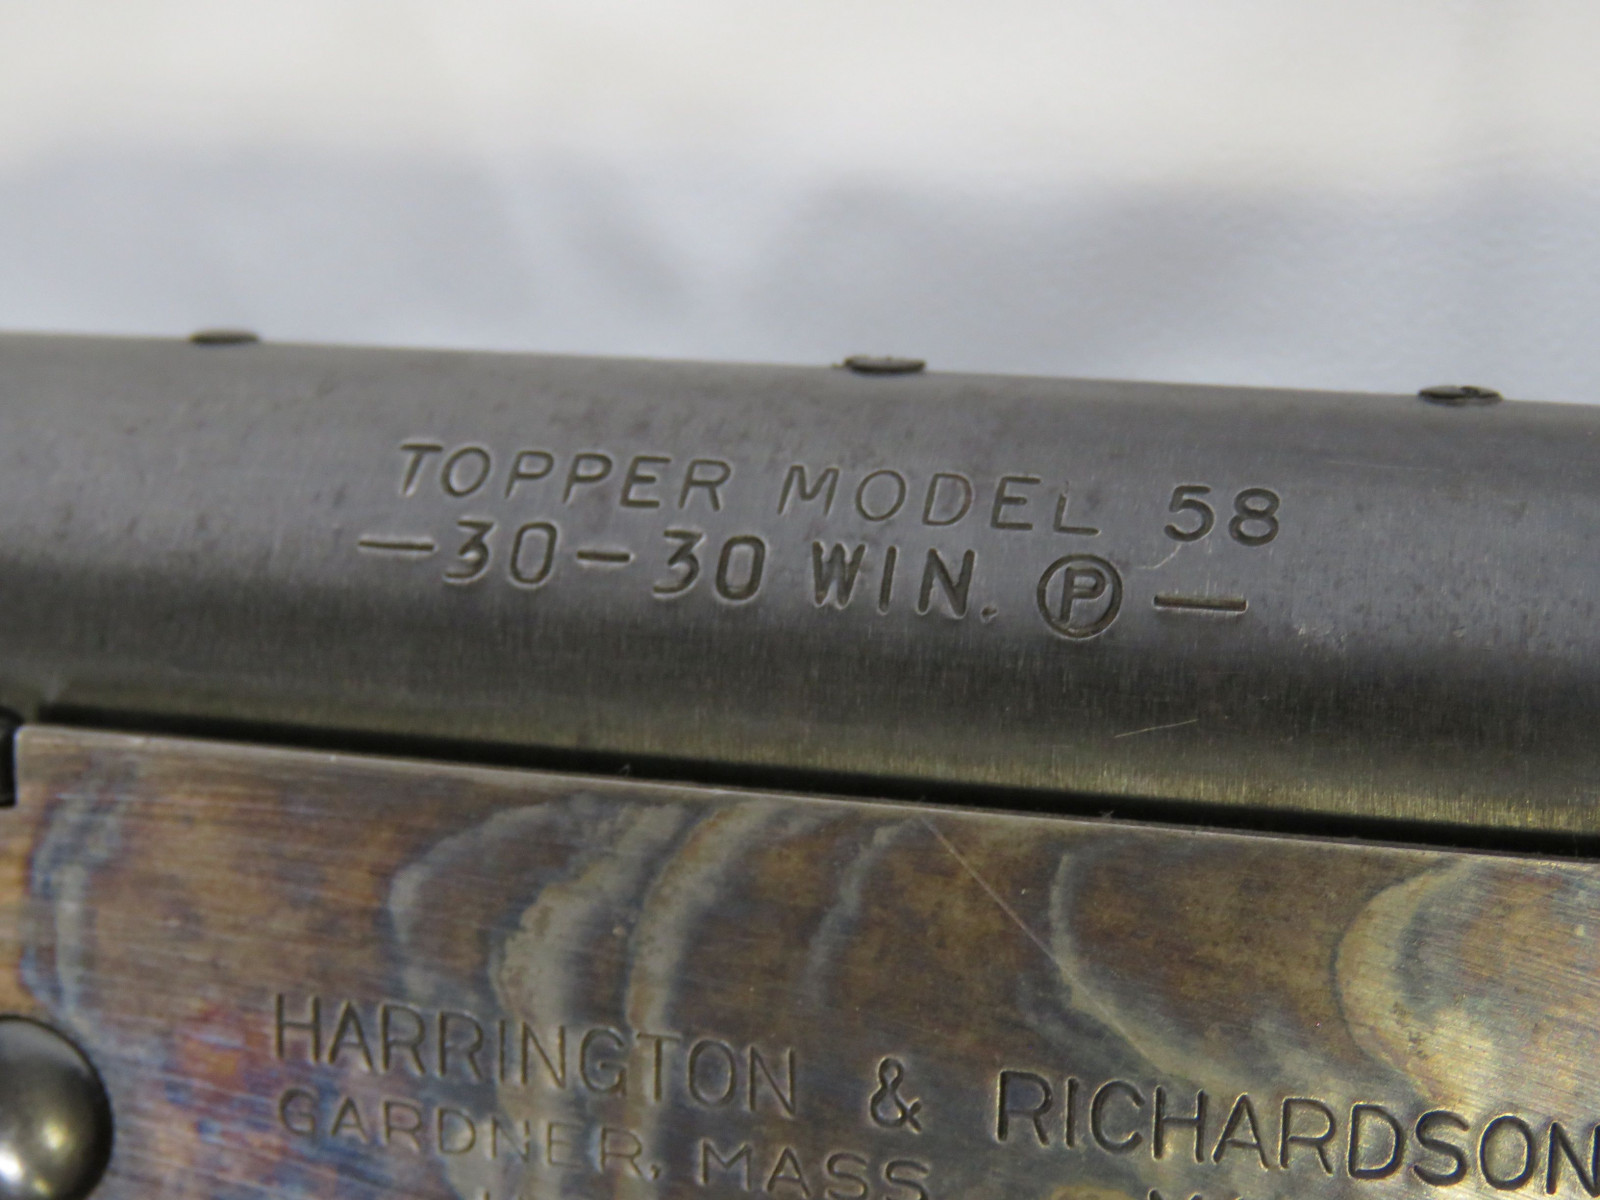 TOPPER MODEL 58
—30—30 WIN. Ⓟ —
HARRINGTON & RICHARDSON
GARDNER, MASS